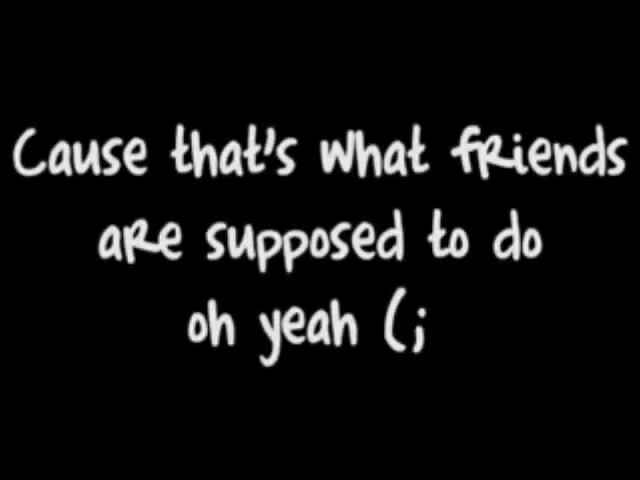 Cause that's what friends
are supposed to do
oh yeah (;